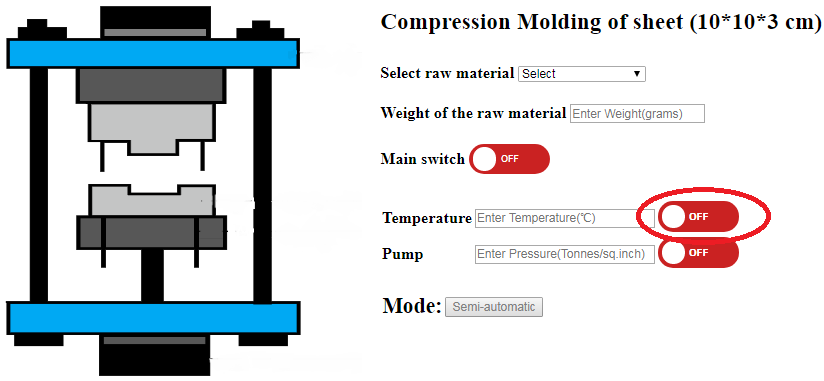 Compression Molding of sheet (10*10*3 cm)
Select raw material Select
Weight of the raw material Enter Weight(grams)
Main switch OFF
Temperature Enter Temperature(℃) OFF
Pump Enter Pressure(Tonnes/sq.inch) OFF
Mode: Semi-automatic